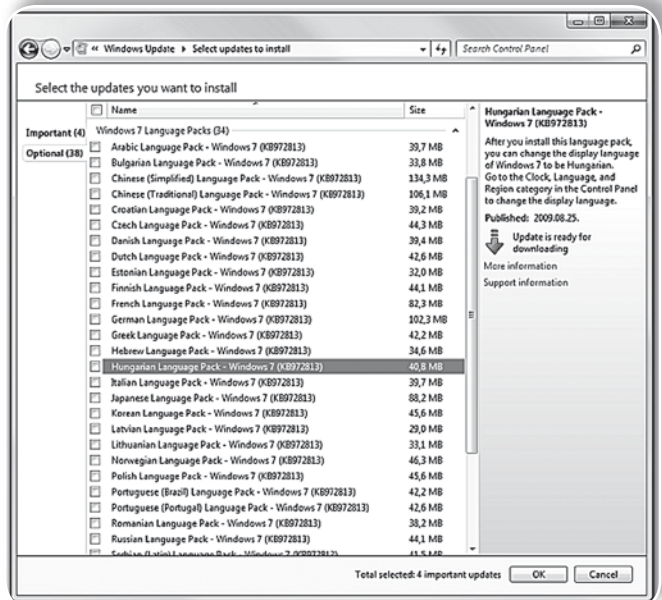 « Windows Update ▸ Select updates to install
Search Control Panel
Select the updates you want to install
Name Size
Important (4)
Optional (38)
Windows 7 Language Packs (34)
Arabic Language Pack - Windows 7 (KB972813) 39,7 MB
Bulgarian Language Pack - Windows 7 (KB972813) 33,8 MB
Chinese (Simplified) Language Pack - Windows 7 (KB972813) 134,3 MB
Chinese (Traditional) Language Pack - Windows 7 (KB972813) 106,1 MB
Croatian Language Pack - Windows 7 (KB972813) 39,2 MB
Czech Language Pack - Windows 7 (KB972813) 44,3 MB
Danish Language Pack - Windows 7 (KB972813) 39,4 MB
Dutch Language Pack - Windows 7 (KB972813) 42,6 MB
Estonian Language Pack - Windows 7 (KB972813) 32,0 MB
Finnish Language Pack - Windows 7 (KB972813) 44,1 MB
French Language Pack - Windows 7 (KB972813) 82,3 MB
German Language Pack - Windows 7 (KB972813) 102,3 MB
Greek Language Pack - Windows 7 (KB972813) 42,2 MB
Hebrew Language Pack - Windows 7 (KB972813) 34,6 MB
Hungarian Language Pack - Windows 7 (KB972813) 40,8 MB
Italian Language Pack - Windows 7 (KB972813) 39,7 MB
Japanese Language Pack - Windows 7 (KB972813) 88,2 MB
Korean Language Pack - Windows 7 (KB972813) 45,6 MB
Latvian Language Pack - Windows 7 (KB972813) 29,0 MB
Lithuanian Language Pack - Windows 7 (KB972813) 33,1 MB
Norwegian Language Pack - Windows 7 (KB972813) 46,3 MB
Polish Language Pack - Windows 7 (KB972813) 45,6 MB
Portuguese (Brazil) Language Pack - Windows 7 (KB972813) 42,2 MB
Portuguese (Portugal) Language Pack - Windows 7 (KB972813) 42,6 MB
Romanian Language Pack - Windows 7 (KB972813) 38,2 MB
Russian Language Pack - Windows 7 (KB972813) 44,1 MB
Serbian (Latin) Language Pack - Windows 7 (KB972813) 41,5 MB
Hungarian Language Pack -
Windows 7 (KB972813)
After you install this language pack,
you can change the display language
of Windows 7 to be Hungarian.
Go to the Clock, Language, and
Region category in the Control Panel
to change the display language.
Published: 2009.08.25.
Update is ready for
downloading
More information
Support information
Total selected: 4 important updates
OK
Cancel